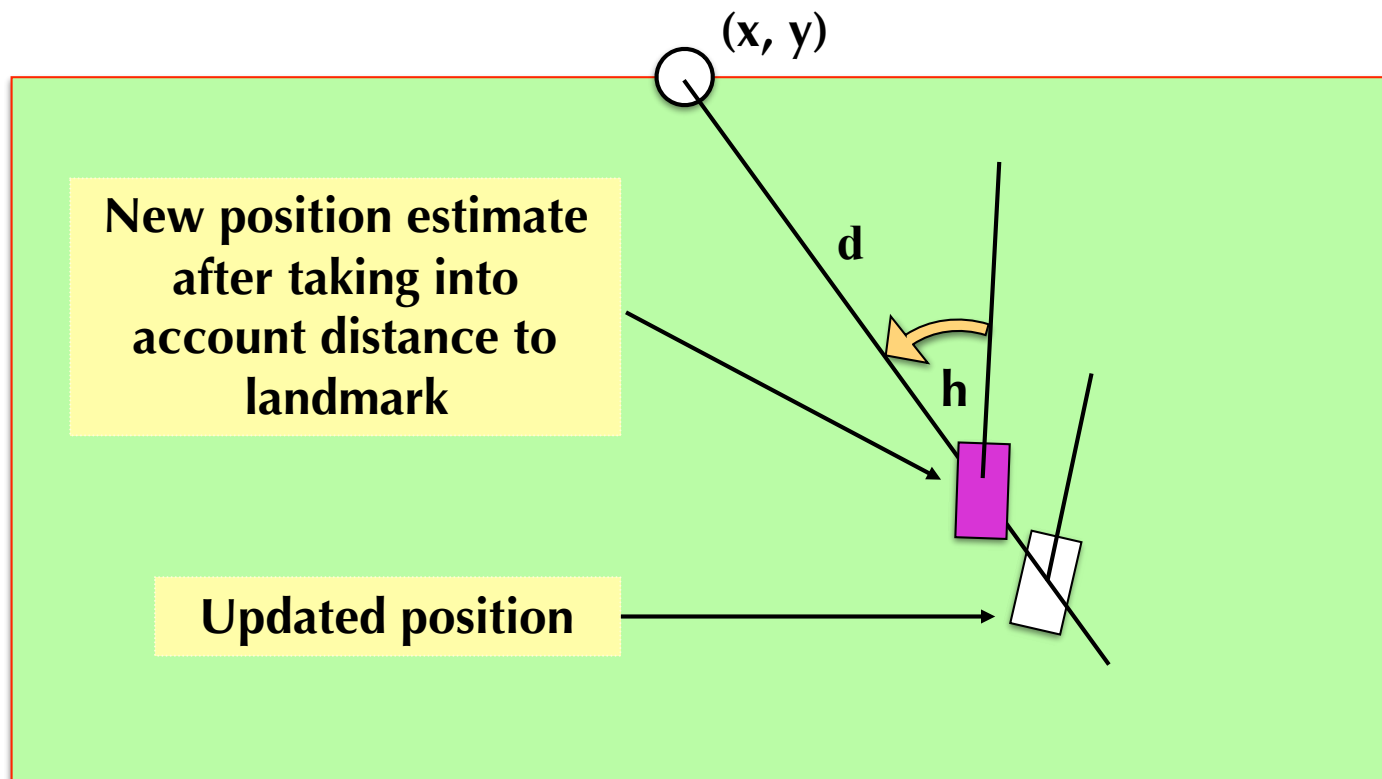 (x, y)
New position estimate
after taking into
account distance to
landmark
d
h
Updated position